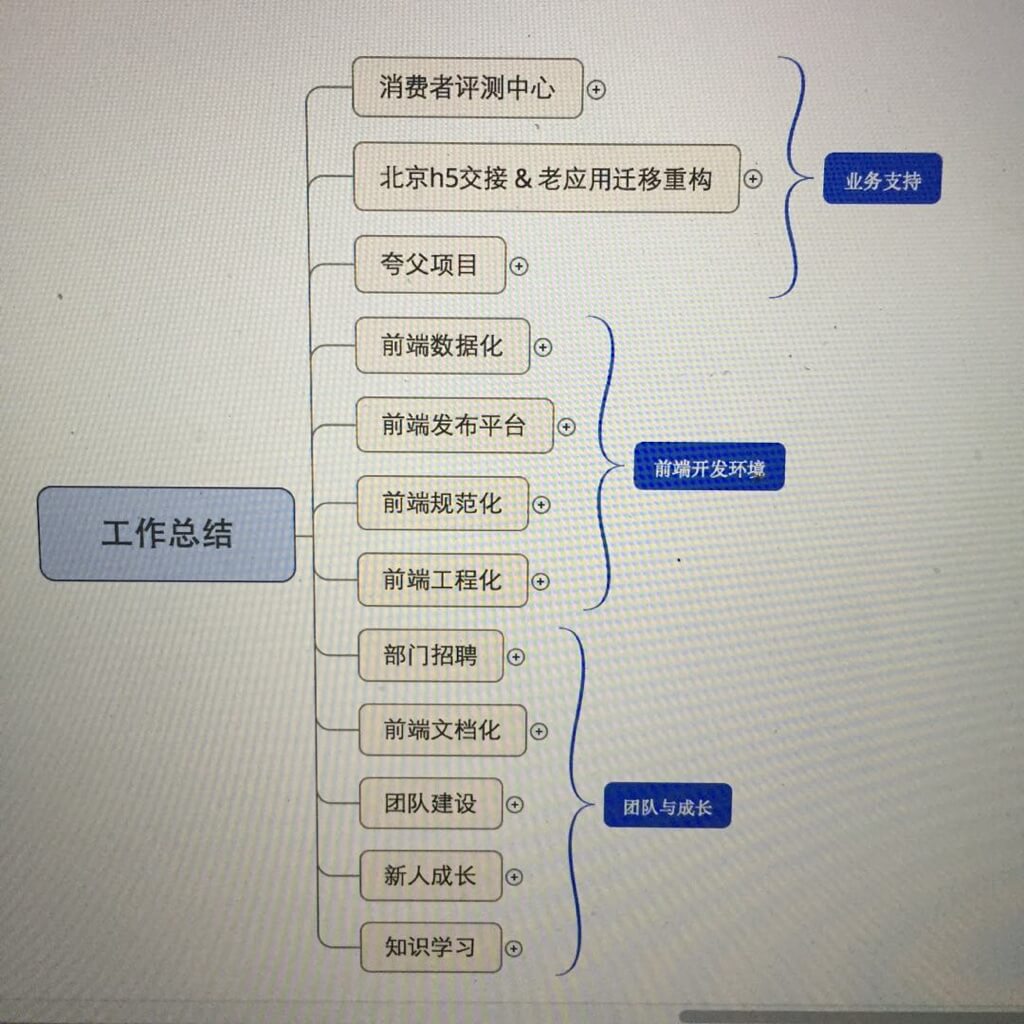 消费者评测中心
北京h5交接 & 老应用迁移重构
业务支持
夸父项目
前端数据化
前端发布平台
前端开发环境
前端规范化
工作总结
前端工程化
部门招聘
前端文档化
团队建设
团队与成长
新人成长
知识学习